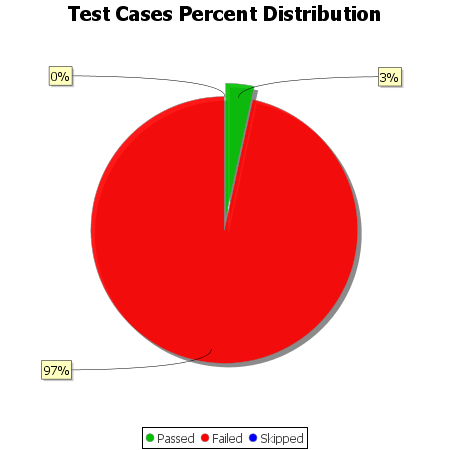 Test Cases Percent Distribution
0%
3%
97%
Passed Failed Skipped